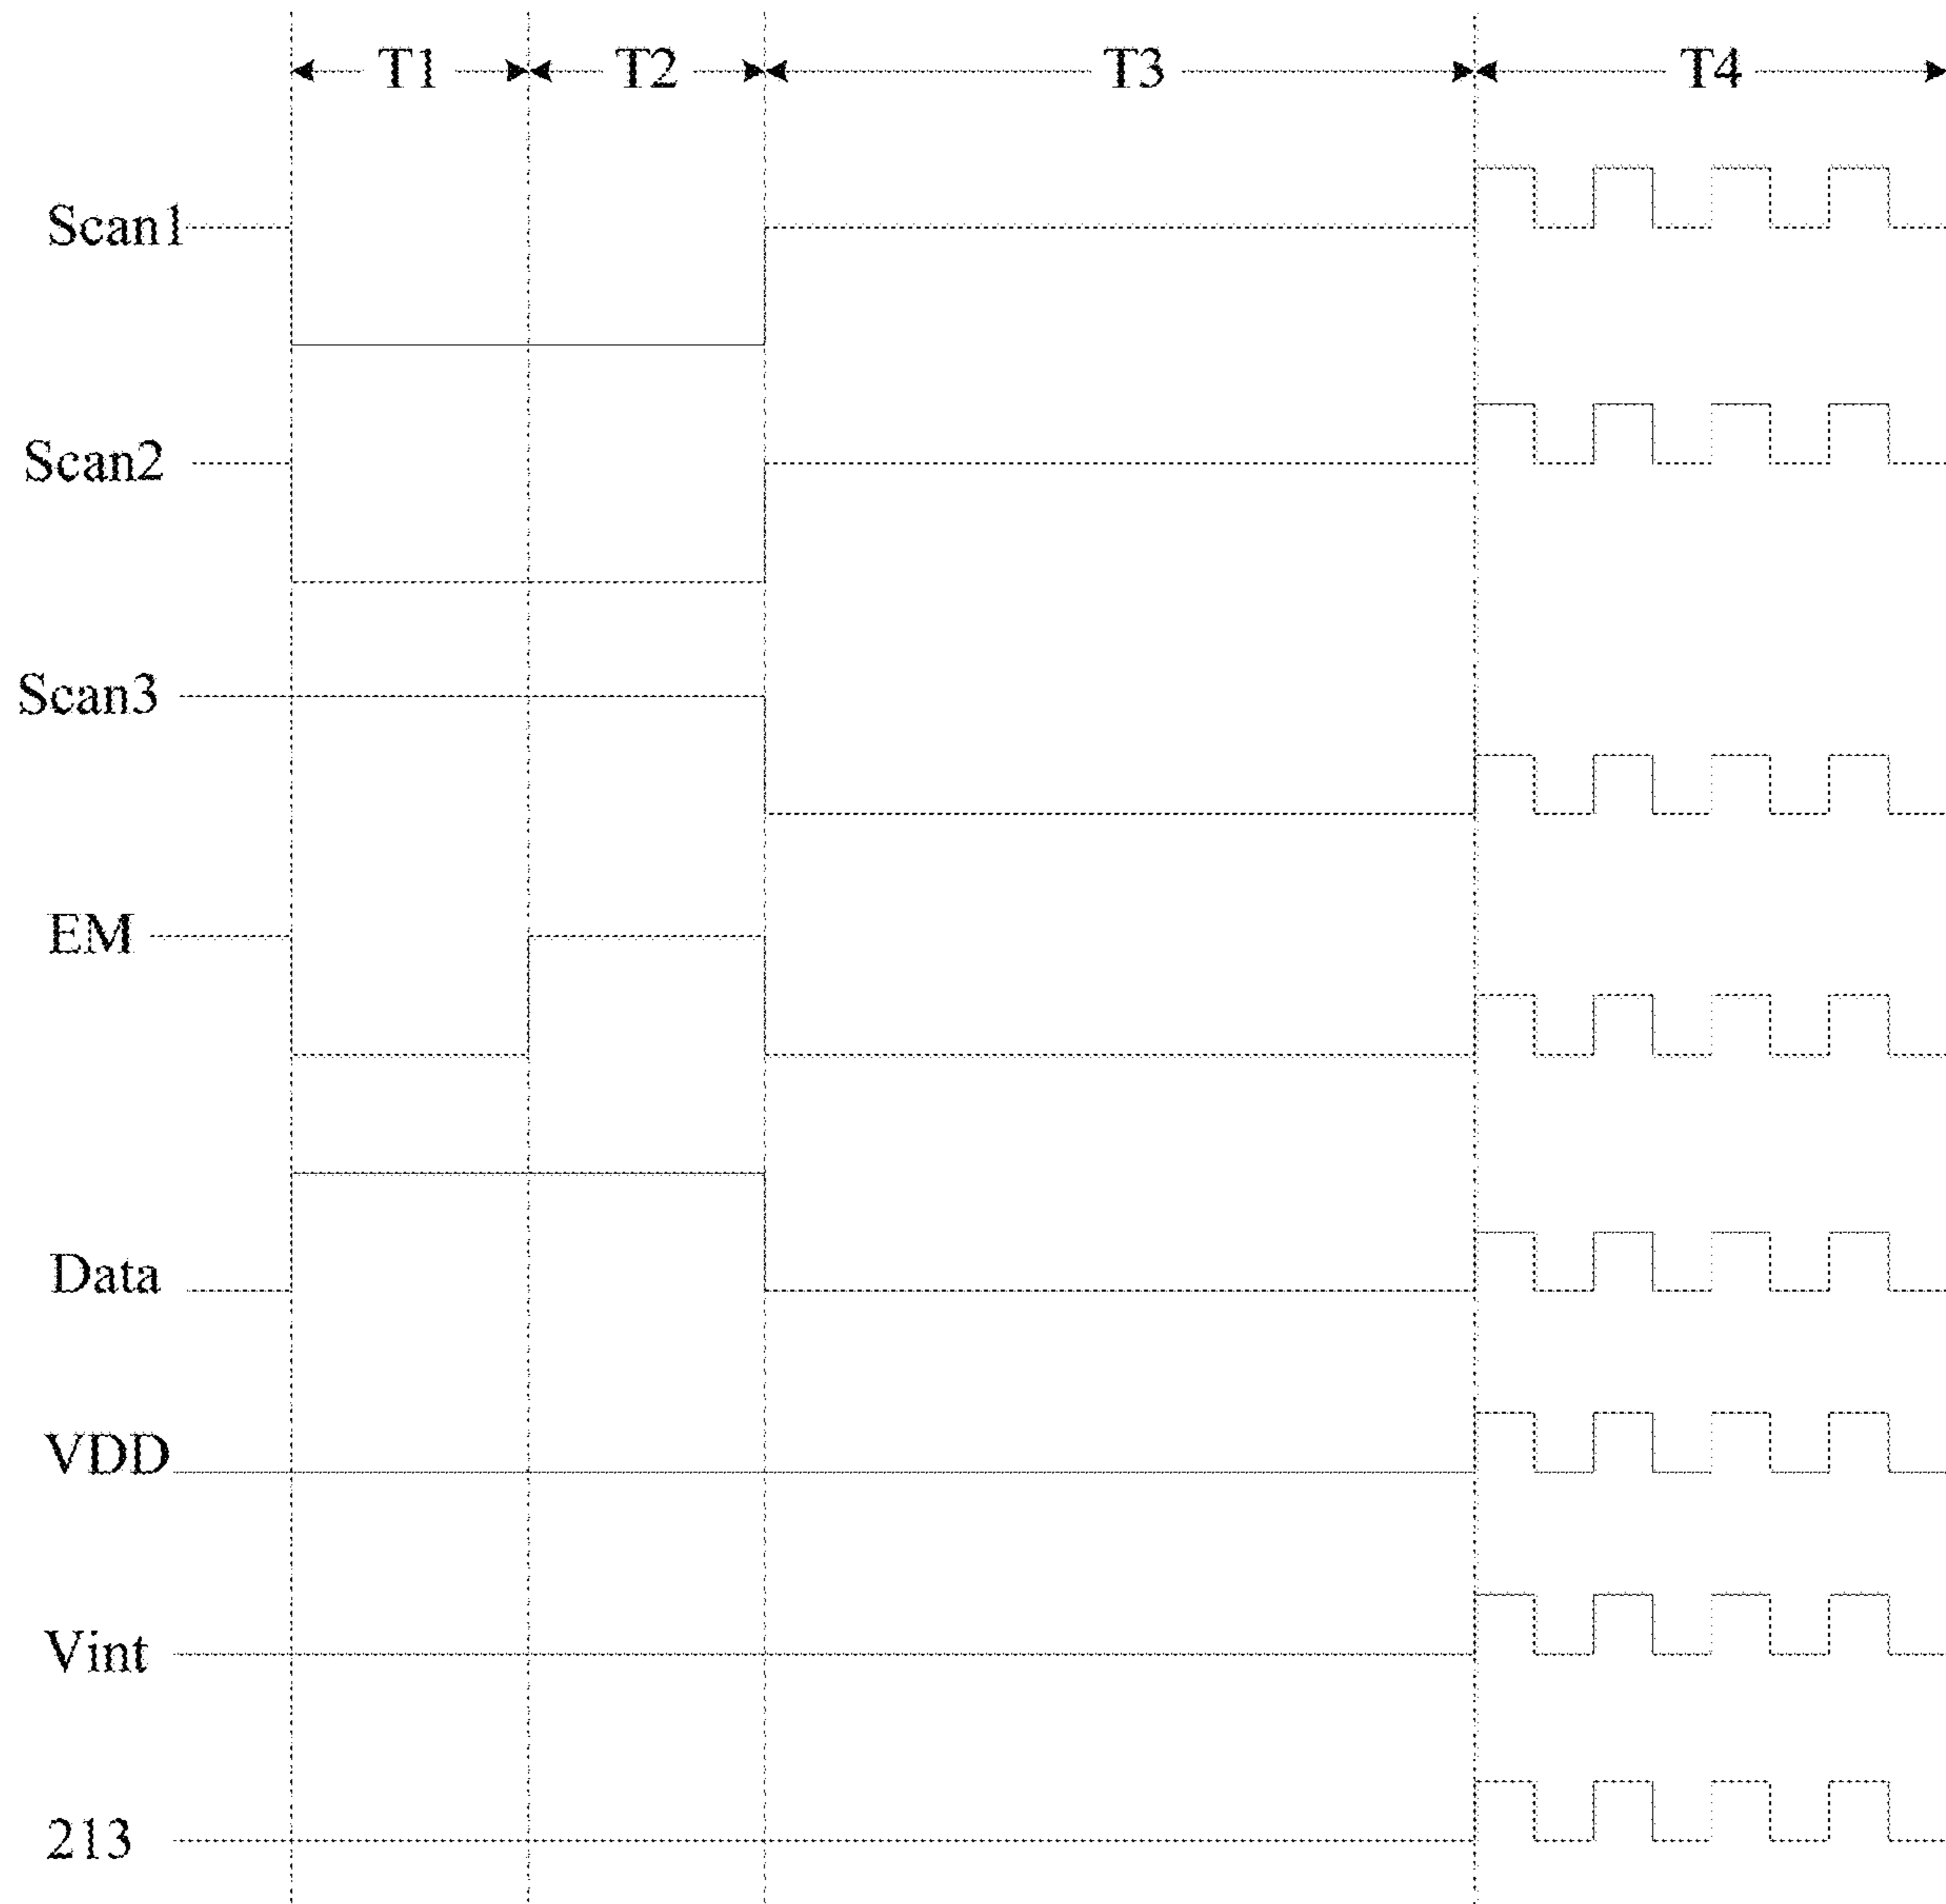 T1 T2 T3 T4
Scan1
Scan2
Scan3
EM
Data
VDD
Vint
213